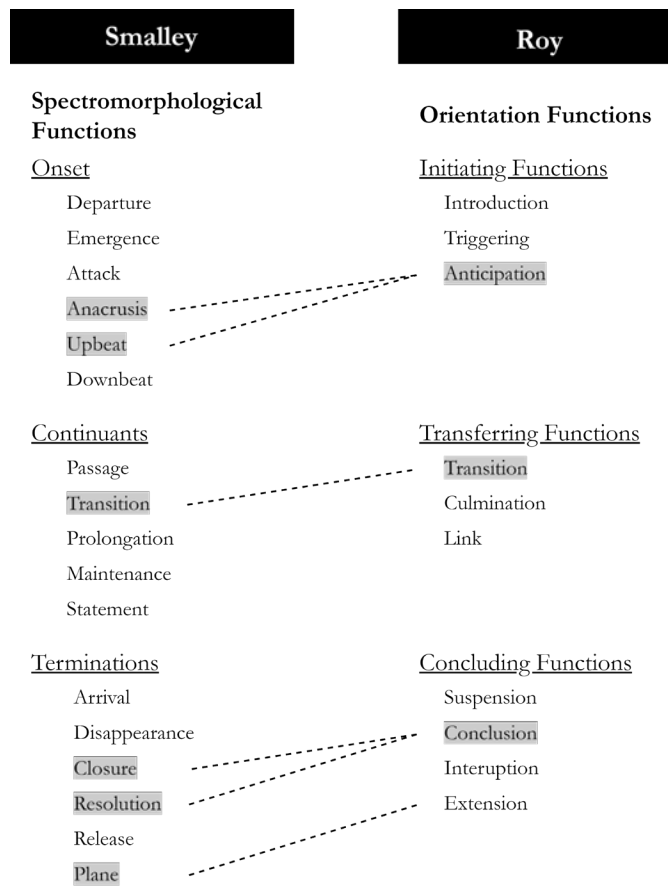 Smalley
Spectromorphological
Functions
Onset
Departure
Emergence
Attack
Anacrusis
Upbeat
Downbeat
Continuants
Passage
Transition
Prolongation
Maintenance
Statement
Terminations
Arrival
Disappearance
Closure
Resolution
Release
Plane
Roy
Orientation Functions
Initiating Functions
Introduction
Triggering
Anticipation
Transferring Functions
Transition
Culmination
Link
Concluding Functions
Suspension
Conclusion
Interuption
Extension